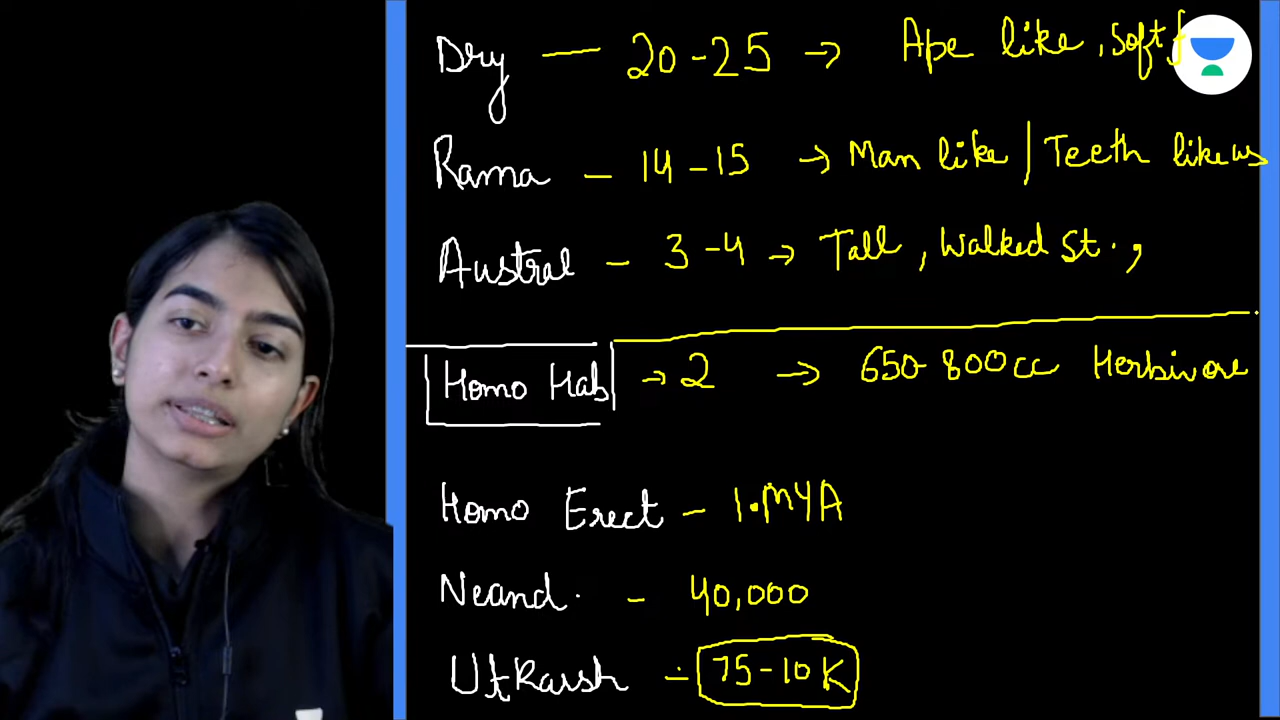 Dry — 20-25 → Ape like, Soft f
Rama - 14-15 → Man like | Teeth like us
Austral - 3-4 → Tall, Walked St.,
Homo Hab → 2 → 650-800cc Herbivore
Homo Erect - 1.MYA
Neand. - 40,000
Utkarsh - 75-10K